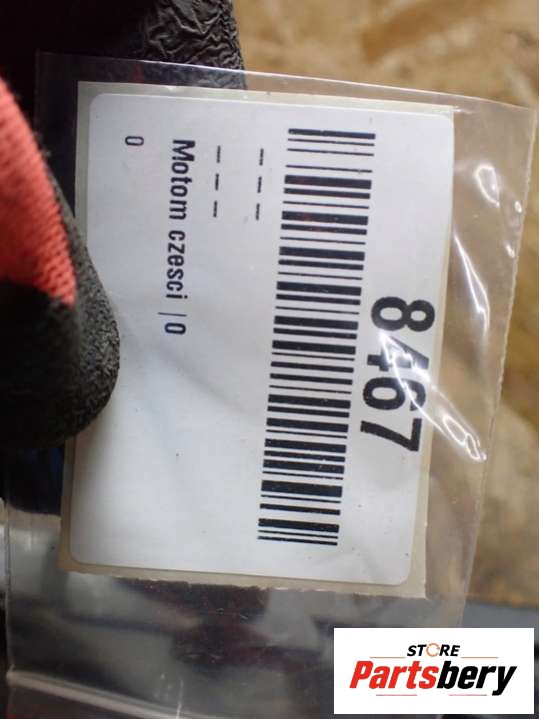 8467
- - -
- - -
Motom czesci | 0
0
STORE
Partsbery